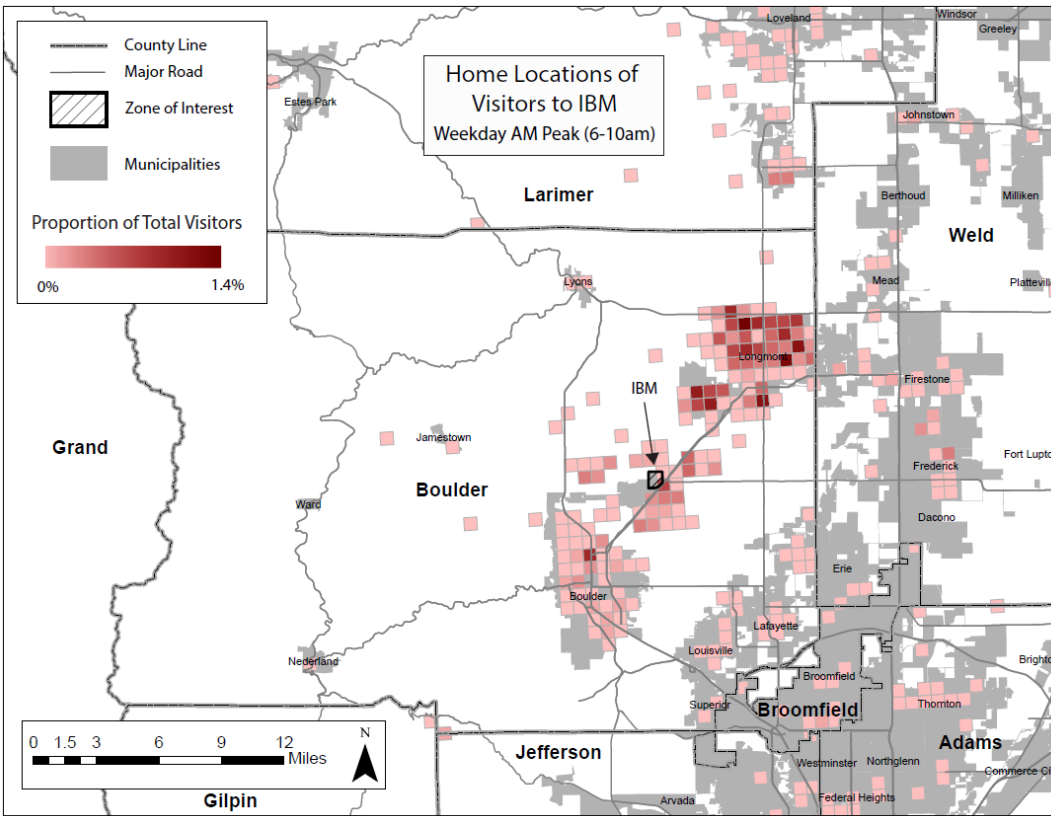 County Line
Major Road
Zone of Interest
Municipalities
Proportion of Total Visitors
0%
1.4%
Home Locations of
Visitors to IBM
Weekday AM Peak (6-10am)
Loveland
Windsor
Greeley
Estes Park
Johnstown
Larimer
Berthoud
Milliken
Weld
Lyons
Mead
Platteville
Longmont
IBM
Firestone
Grand
Jamestown
Boulder
Frederick
Fort Lupto
Ward
Dacono
Erie
Boulder
Lafayette
Louisville
Nederland
Broomfield
Brighto
Superior
Broomfield
Thornton
0 1.5 3 6 9 12
Miles
N
Jefferson
Adams
Westminster
Northglenn
Commerce Ci
Gilpin
Arvada
Federal Heights